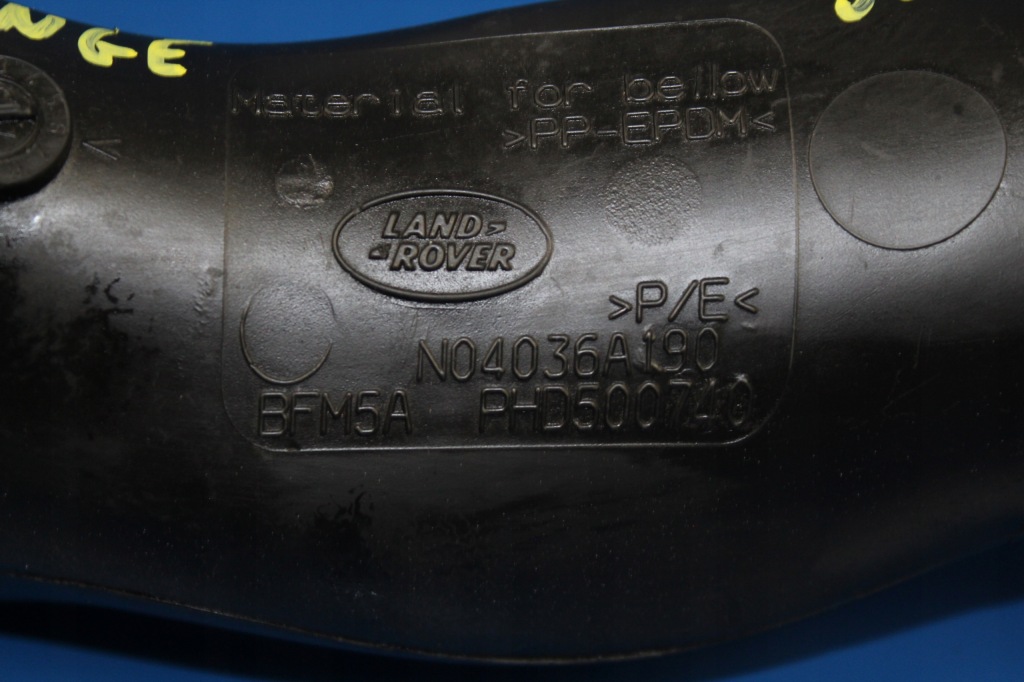 NGE
Material for bellow
>PP-EPDM<
LAND
ROVER
>P/E<
N04036A190
BFM5A PHD500740